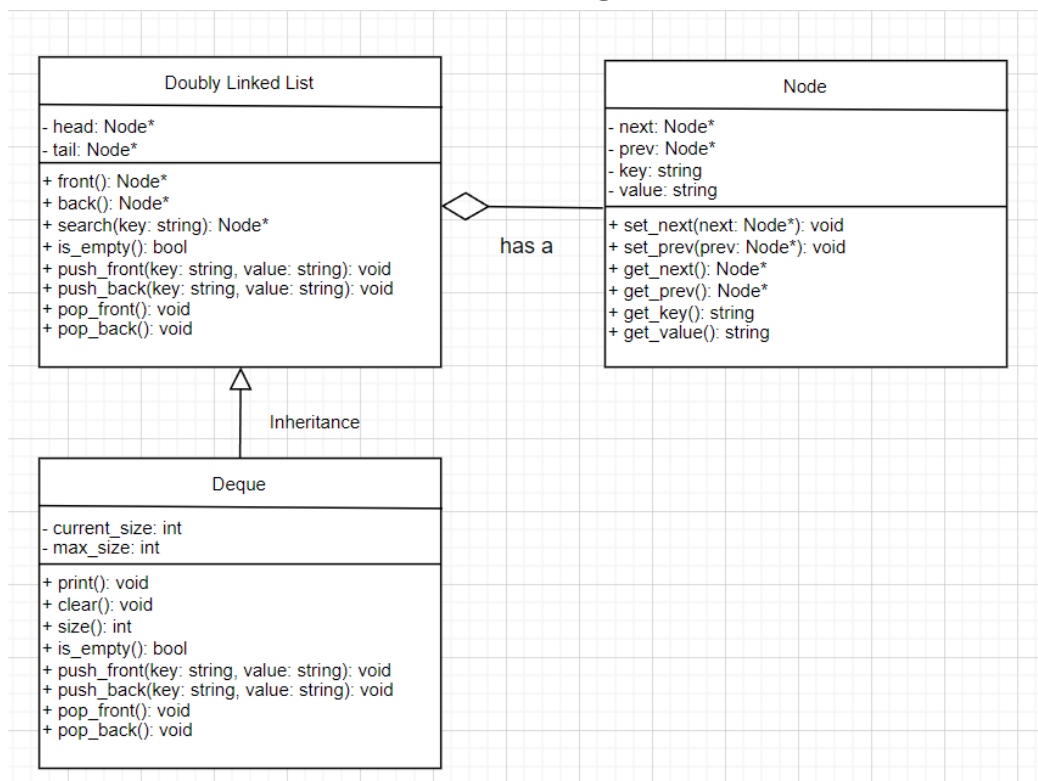 Doubly Linked List
- head: Node*
- tail: Node*
+ front(): Node*
+ back(): Node*
+ search(key: string): Node*
+ is_empty(): bool
+ push_front(key: string, value: string): void
+ push_back(key: string, value: string): void
+ pop_front(): void
+ pop_back(): void
has a
Node
- next: Node*
- prev: Node*
- key: string
- value: string
+ set_next(next: Node*): void
+ set_prev(prev: Node*): void
+ get_next(): Node*
+ get_prev(): Node*
+ get_key(): string
+ get_value(): string
Inheritance
Deque
- current_size: int
- max_size: int
+ print(): void
+ clear(): void
+ size(): int
+ is_empty(): bool
+ push_front(key: string, value: string): void
+ push_back(key: string, value: string): void
+ pop_front(): void
+ pop_back(): void